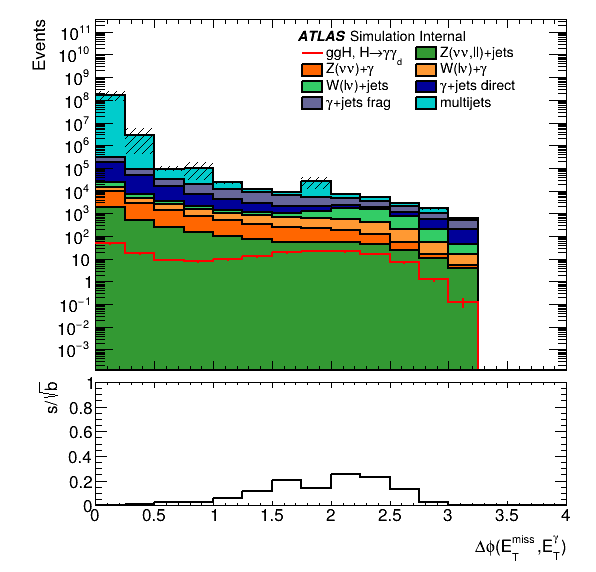 Events
ATLAS Simulation Internal
ggH, H→γγ_d
Z(νν,ll)+jets
Z(νν)+γ
W(lν)+γ
W(lν)+jets
γ+jets direct
γ+jets frag
multijets
10¹¹
10¹⁰
10⁹
10⁸
10⁷
10⁶
10⁵
10⁴
10³
10²
10
1
10⁻¹
10⁻²
10⁻³
s/√b
1
0.8
0.6
0.4
0.2
0
0 0.5 1 1.5 2 2.5 3 3.5 4
Δϕ(E_T^miss,E_T^γ)